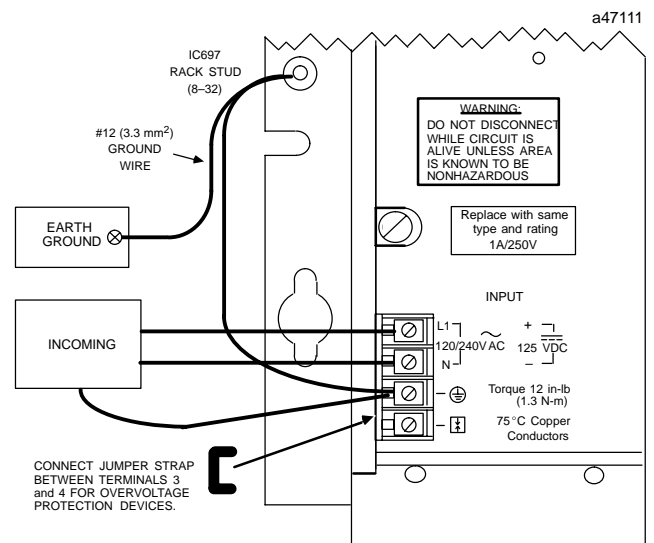 a47111
IC697
RACK STUD
(8–32)
#12 (3.3 mm2)
GROUND
WIRE
WARNING:
DO NOT DISCONNECT
WHILE CIRCUIT IS
ALIVE UNLESS AREA
IS KNOWN TO BE
NONHAZARDOUS
EARTH
GROUND
Replace with same
type and rating
1A/250V
INPUT
INCOMING
L1
120/240V AC
N
+
125 VDC
–
Torque 12 in-lb
(1.3 N-m)
75°C Copper
Conductors
CONNECT JUMPER STRAP
BETWEEN TERMINALS 3
and 4 FOR OVERVOLTAGE
PROTECTION DEVICES.